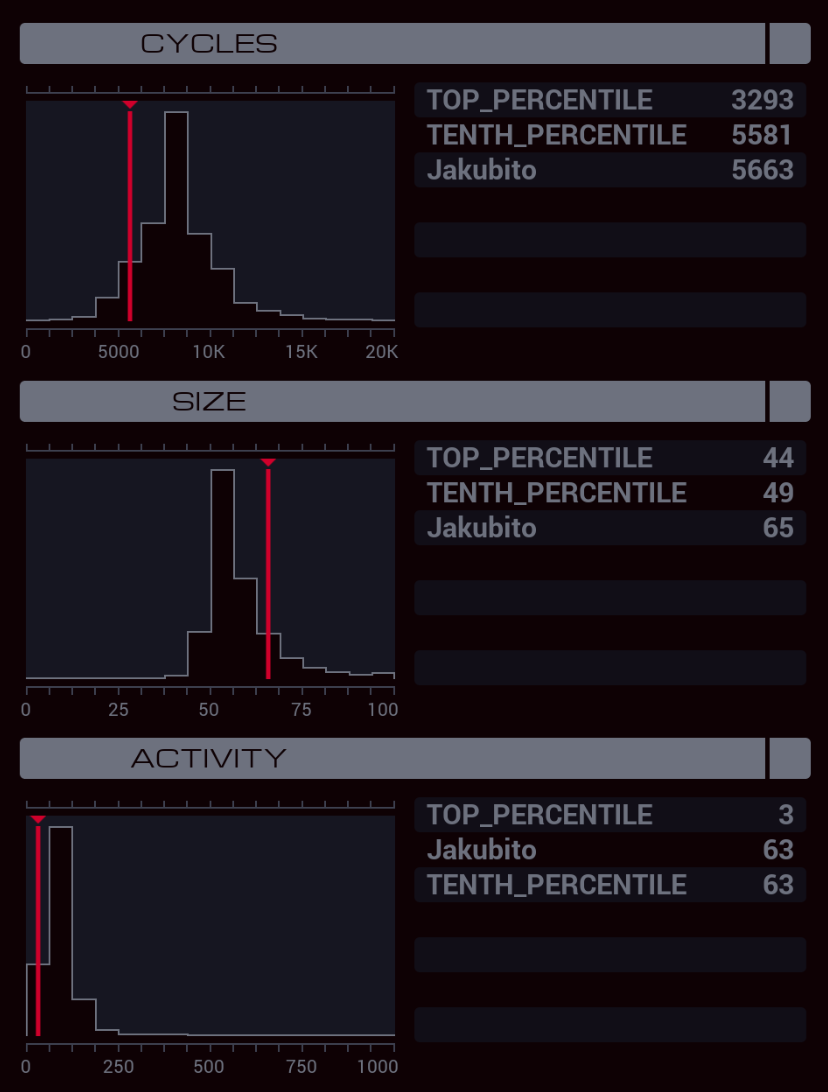 CYCLES
TOP_PERCENTILE 3293
TENTH_PERCENTILE 5581
Jakubito 5663
0 5000 10K 15K 20K
SIZE
TOP_PERCENTILE 44
TENTH_PERCENTILE 49
Jakubito 65
0 25 50 75 100
ACTIVITY
TOP_PERCENTILE 3
Jakubito 63
TENTH_PERCENTILE 63
0 250 500 750 1000